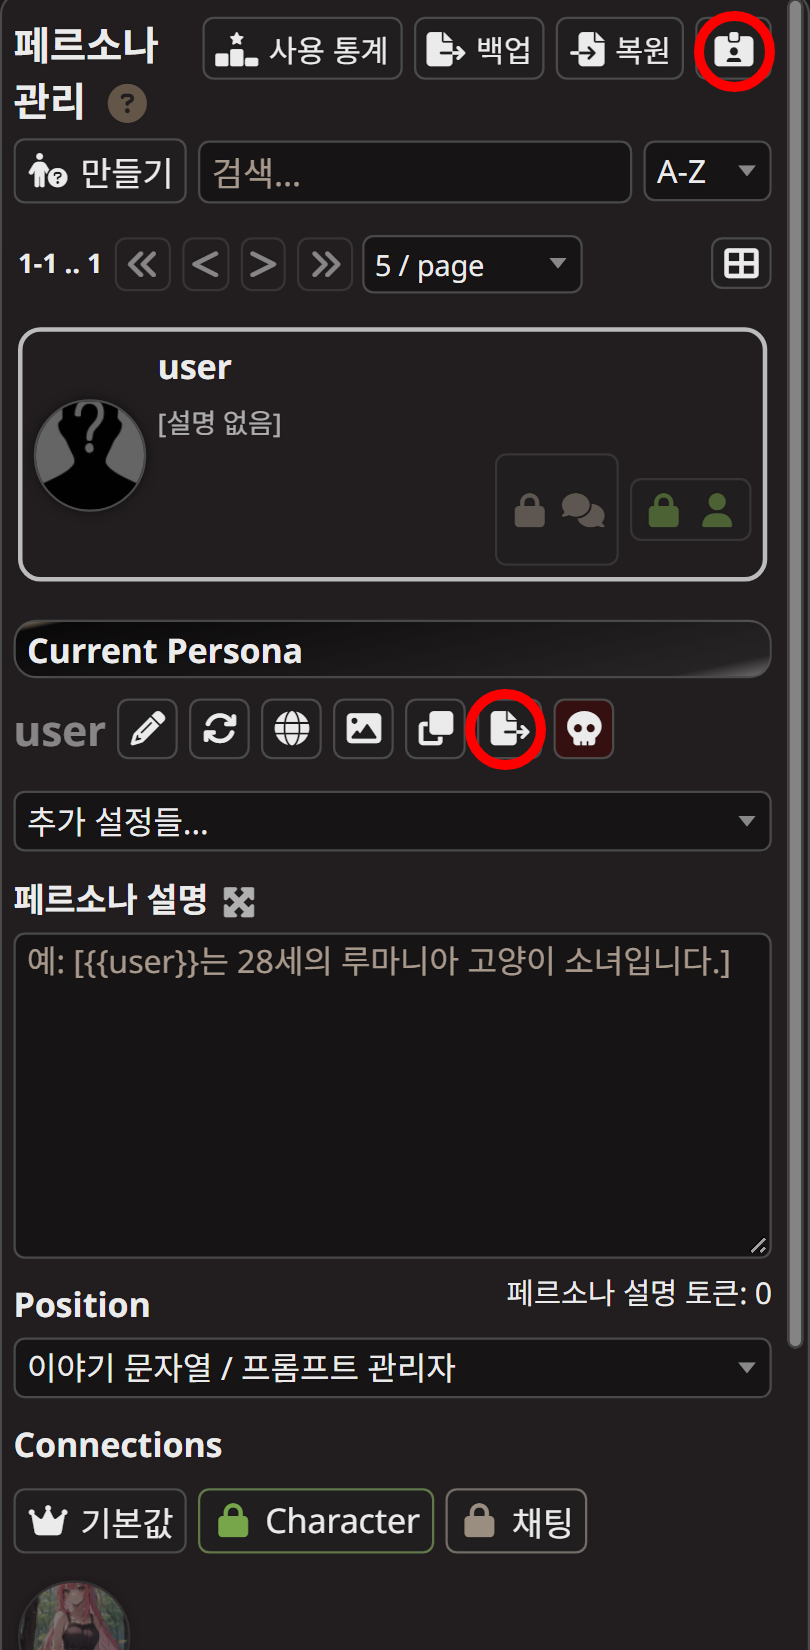 페르소나 관리
사용 통계
백업
복원
만들기
검색...
A-Z
1-1 .. 1
5 / page
user
[설명 없음]
Current Persona
user
추가 설정들...
페르소나 설명
예: [{{user}}는 28세의 루마니아 고양이 소녀입니다.]
Position
페르소나 설명 토큰: 0
이야기 문자열 / 프롬프트 관리자
Connections
기본값
Character
채팅